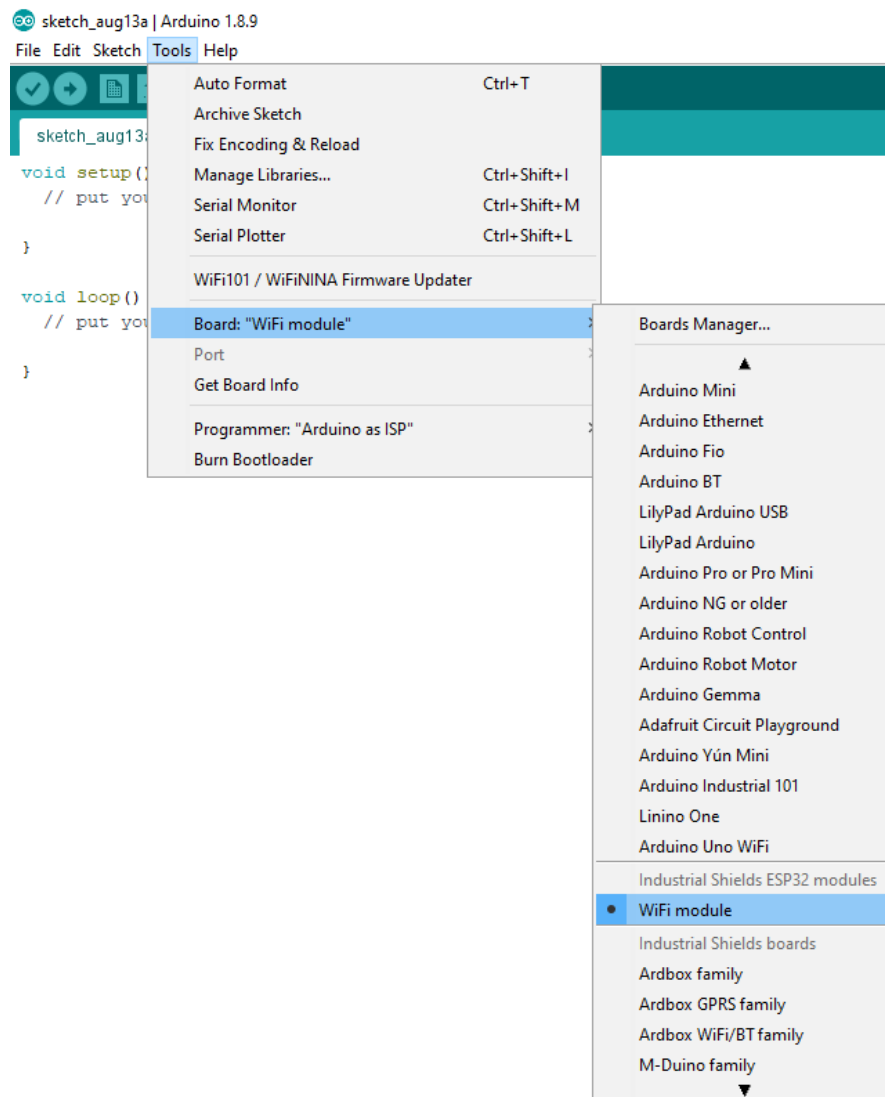 sketch_aug13a | Arduino 1.8.9
File Edit Sketch Tools Help
Auto Format Ctrl+T
Archive Sketch
sketch_aug13a
Fix Encoding & Reload
void setup()
Manage Libraries... Ctrl+Shift+I
// put you
Serial Monitor Ctrl+Shift+M
Serial Plotter Ctrl+Shift+L
}
WiFi101 / WiFiNINA Firmware Updater
void loop()
// put you
Board: "WiFi module"
Port
}
Get Board Info
Programmer: "Arduino as ISP"
Burn Bootloader
Boards Manager...
Arduino Mini
Arduino Ethernet
Arduino Fio
Arduino BT
LilyPad Arduino USB
LilyPad Arduino
Arduino Pro or Pro Mini
Arduino NG or older
Arduino Robot Control
Arduino Robot Motor
Arduino Gemma
Adafruit Circuit Playground
Arduino Yún Mini
Arduino Industrial 101
Linino One
Arduino Uno WiFi
Industrial Shields ESP32 modules
WiFi module
Industrial Shields boards
Ardbox family
Ardbox GPRS family
Ardbox WiFi/BT family
M-Duino family